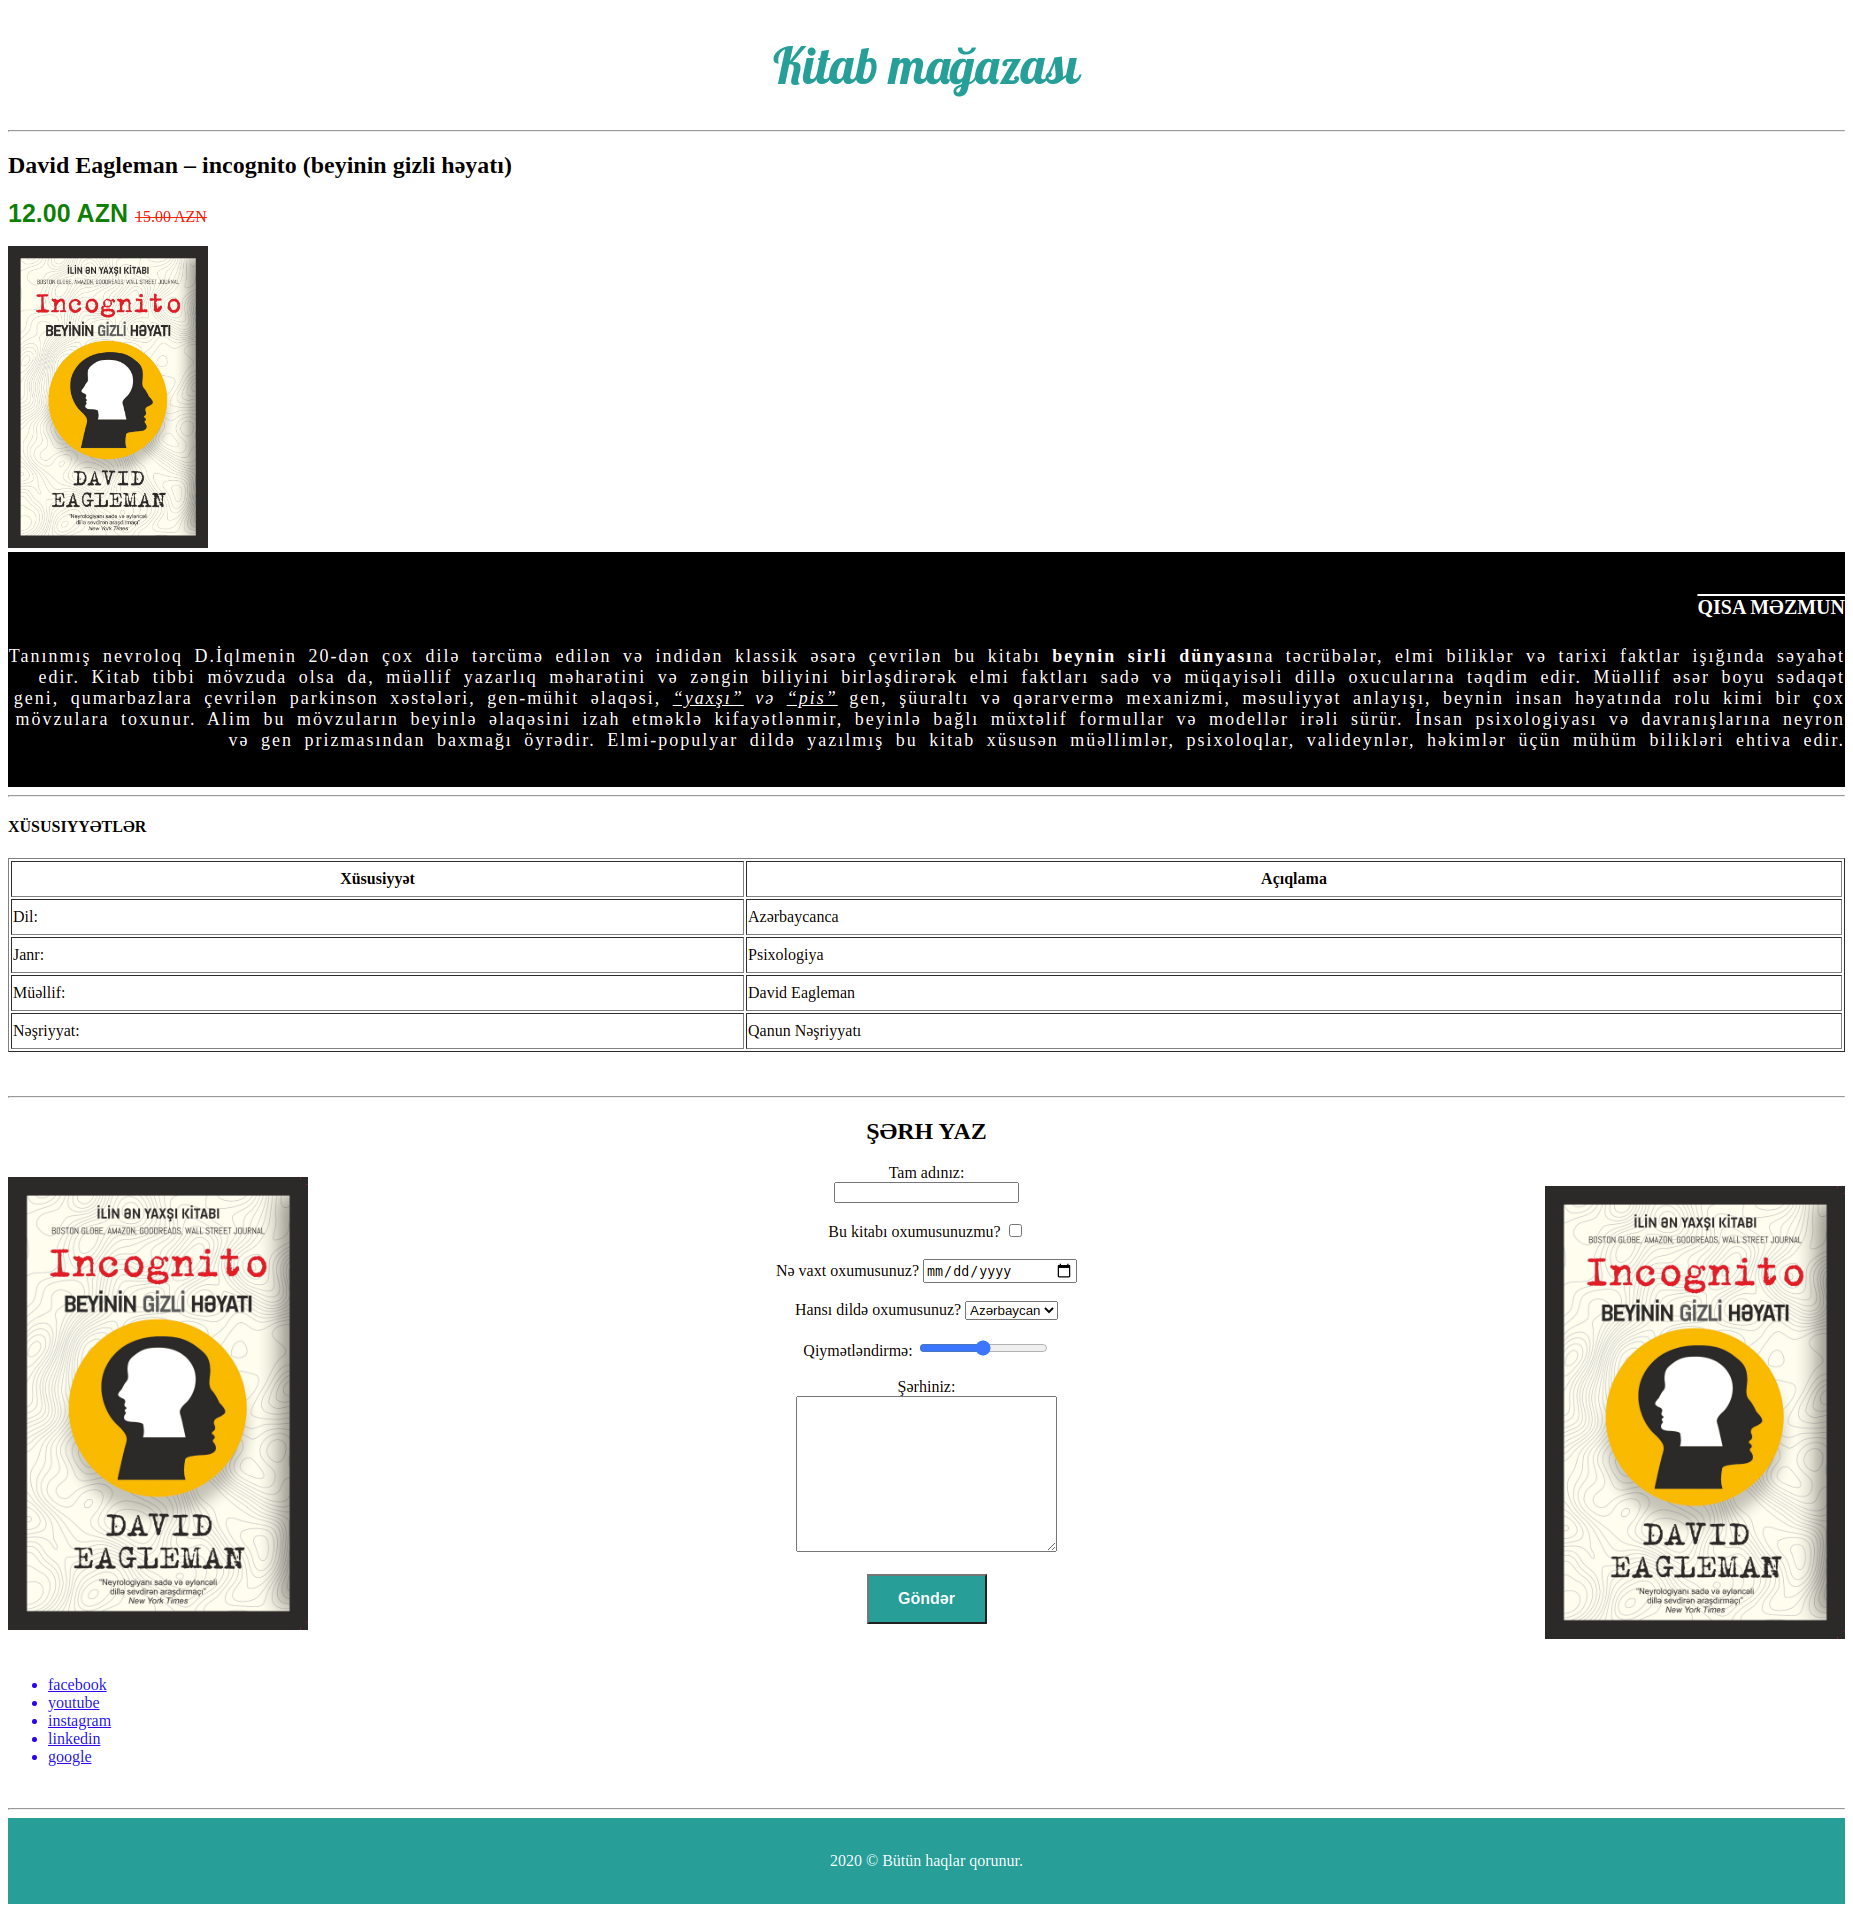 Kitab mağazası
David Eagleman – incognito (beyinin gizli həyatı)
12.00 AZN 15.00 AZN
İLİN ƏN YAXŞI KİTABI
BOSTON GLOBE, AMAZON, GOODREADS, WALL STREET JOURNAL
Incognito
BEYİNİN GİZLİ HƏYATI
DAVID
EAGLEMAN
"Neyrologiyanı sadə və əyləncəli
dillə sevdirən araşdırmaçı"
New York Times
QISA MƏZMUN
Tanınmış nevroloq D.İqlmenin 20-dən çox dilə tərcümə edilən və indidən klassik əsərə çevrilən bu kitabı beynin sirli dünyasına təcrübələr, elmi biliklər və tarixi faktlar işığında səyahət
edir. Kitab tibbi mövzuda olsa da, müəllif yazarlıq məharətini və zəngin biliyini birləşdirərək elmi faktları sadə və müqayisəli dillə oxucularına təqdim edir. Müəllif əsər boyu sədaqət
geni, qumarbazlara çevrilən parkinson xəstələri, gen-mühit əlaqəsi, “yaxşı” və “pis” gen, şüuraltı və qərarvermə mexanizmi, məsuliyyət anlayışı, beynin insan həyatında rolu kimi bir çox
mövzulara toxunur. Alim bu mövzuların beyinlə əlaqəsini izah etməklə kifayətlənmir, beyinlə bağlı müxtəlif formullar və modellər irəli sürür. İnsan psixologiyası və davranışlarına neyron
və gen prizmasından baxmağı öyrədir. Elmi-populyar dildə yazılmış bu kitab xüsusən müəllimlər, psixoloqlar, valideynlər, həkimlər üçün mühüm bilikləri ehtiva edir.
XÜSUSIYYƏTLƏR
Xüsusiyyət Açıqlama
Dil: Azərbaycanca
Janr: Psixologiya
Müəllif: David Eagleman
Nəşriyyat: Qanun Nəşriyyatı
ŞƏRH YAZ
İLİN ƏN YAXŞI KİTABI
BOSTON GLOBE, AMAZON, GOODREADS, WALL STREET JOURNAL
Incognito
BEYİNİN GİZLİ HƏYATI
DAVID
EAGLEMAN
"Neyrologiyanı sadə və əyləncəli
dillə sevdirən araşdırmaçı"
New York Times
Tam adınız:
Bu kitabı oxumusunuzmu?
Nə vaxt oxumusunuz? mm/dd/yyyy
Hansı dildə oxumusunuz? Azərbaycan
Qiymətləndirmə:
Şərhiniz:
Göndər
İLİN ƏN YAXŞI KİTABI
BOSTON GLOBE, AMAZON, GOODREADS, WALL STREET JOURNAL
Incognito
BEYİNİN GİZLİ HƏYATI
DAVID
EAGLEMAN
"Neyrologiyanı sadə və əyləncəli
dillə sevdirən araşdırmaçı"
New York Times
facebook
youtube
instagram
linkedin
google
2020 © Bütün haqlar qorunur.